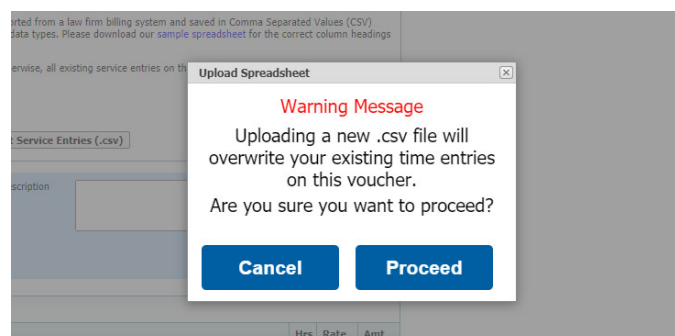 orted from a law firm billing system and saved in Comma Separated Values (CSV)
data types. Please download our sample spreadsheet for the correct column headings
erwise, all existing service entries on th
Upload Spreadsheet
Warning Message
Uploading a new .csv file will
overwrite your existing time entries
on this voucher.
Are you sure you want to proceed?
t Service Entries (.csv)
scription
Cancel Proceed
Hrs Rate Amt